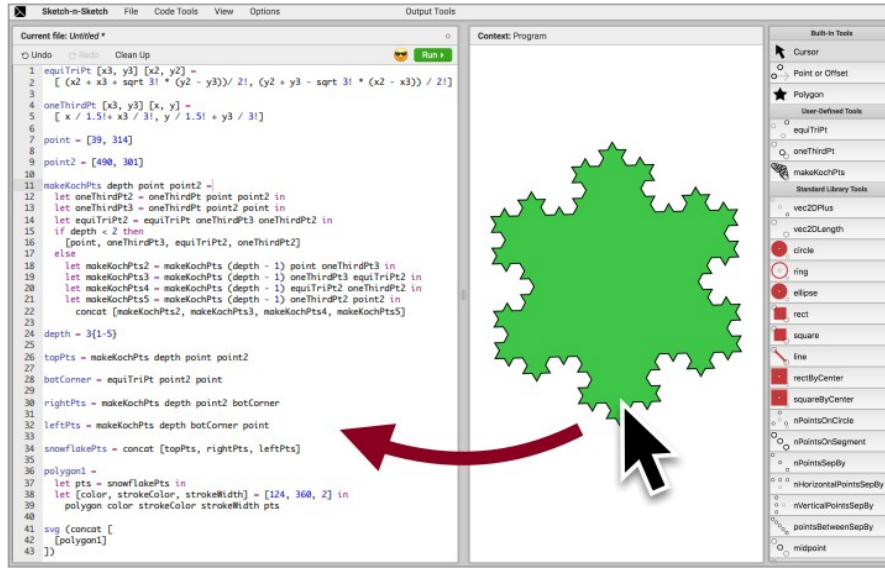 Sketch-n-Sketch File Code Tools View Options Output Tools
Current file: Untitled *
Undo Redo Clean Up Run
1 equiTriPt [x3, y3] [x2, y2] =
2 [ (x2 + x3 + sqrt 3! * (y2 - y3))/ 2!, (y2 + y3 - sqrt 3! * (x2 - x3)) / 2!]
3
4 oneThirdPt [x3, y3] [x, y] =
5 [ x / 1.5!+ x3 / 3!, y / 1.5! + y3 / 3!]
6
7 point = [39, 314]
8
9 point2 = [490, 301]
10
11 makeKochPts depth point point2 =
12 let oneThirdPt2 = oneThirdPt point point2 in
13 let oneThirdPt3 = oneThirdPt point2 point in
14 let equiTriPt2 = equiTriPt oneThirdPt3 oneThirdPt2 in
15 if depth < 2 then
16 [point, oneThirdPt3, equiTriPt2, oneThirdPt2]
17 else
18 let makeKochPts2 = makeKochPts (depth - 1) point oneThirdPt3 in
19 let makeKochPts3 = makeKochPts (depth - 1) oneThirdPt3 equiTriPt2 in
20 let makeKochPts4 = makeKochPts (depth - 1) equiTriPt2 oneThirdPt2 in
21 let makeKochPts5 = makeKochPts (depth - 1) oneThirdPt2 point2 in
22 concat [makeKochPts2, makeKochPts3, makeKochPts4, makeKochPts5]
23
24 depth = 3{1-5}
25
26 topPts = makeKochPts depth point point2
27
28 botCorner = equiTriPt point2 point
29
30 rightPts = makeKochPts depth point2 botCorner
31
32 leftPts = makeKochPts depth botCorner point
33
34 snowflakePts = concat [topPts, rightPts, leftPts]
35
36 polygon1 =
37 let pts = snowflakePts in
38 let [color, strokeColor, strokeWidth] = [124, 360, 2] in
39 polygon color strokeColor strokeWidth pts
40
41 svg (concat [
42 [polygon1]
43 ])
Context: Program
Built-In Tools
Cursor
Point or Offset
Polygon
User-Defined Tools
equiTriPt
oneThirdPt
makeKochPts
Standard Library Tools
vec2DPlus
vec2DLength
circle
ring
ellipse
rect
square
line
rectByCenter
squareByCenter
nPointsOnCircle
nPointsOnSegment
nPointsSepBy
nHorizontalPointsSepBy
nVerticalPointsSepBy
pointsBetweenSepBy
midpoint